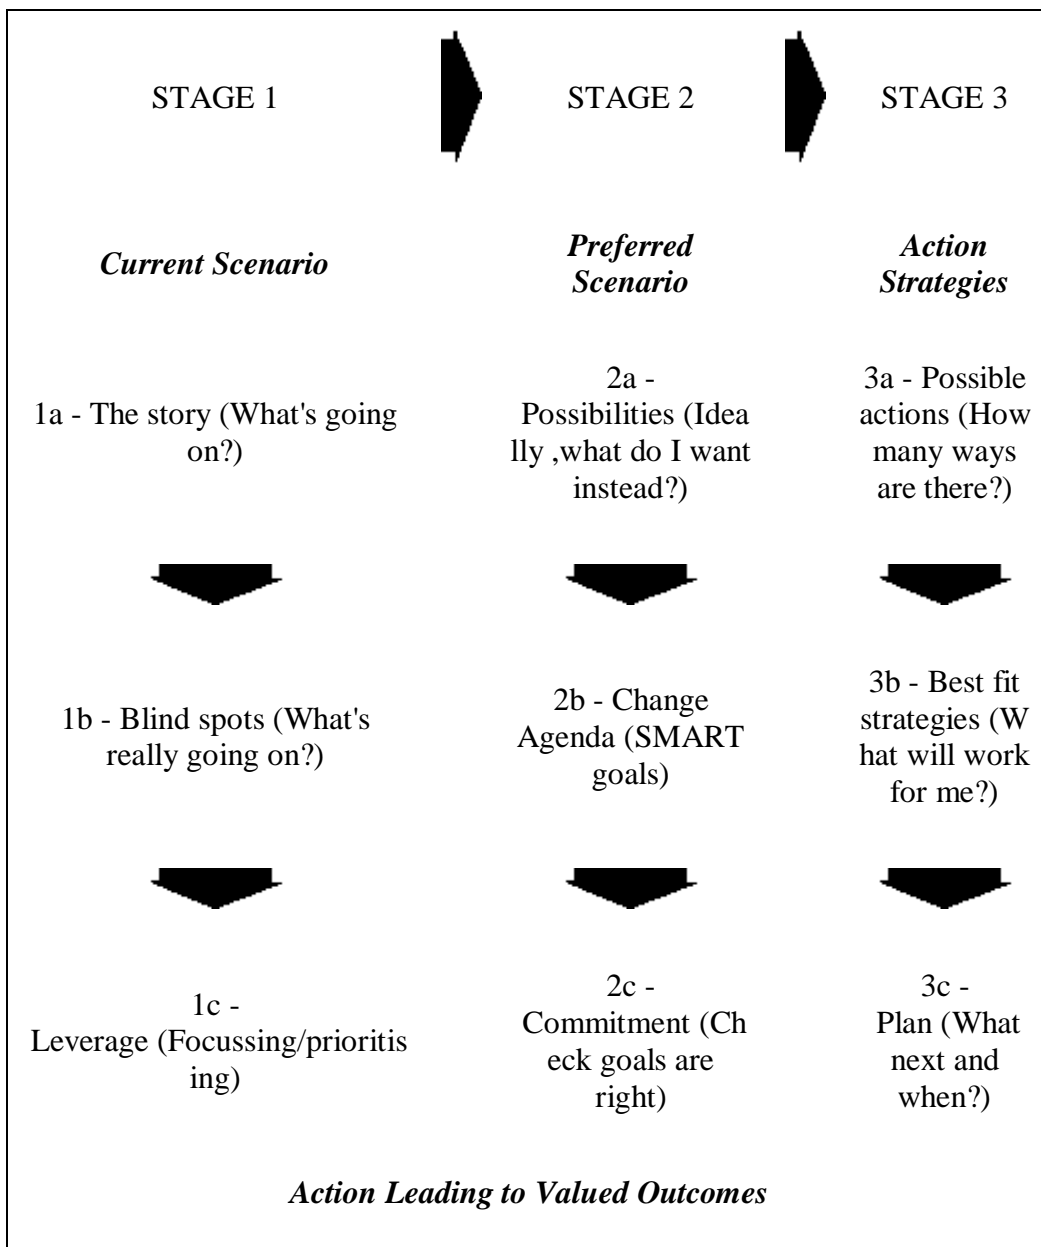 STAGE 1
STAGE 2
STAGE 3
Current Scenario
Preferred
Scenario
Action
Strategies
1a - The story (What's going
on?)
2a -
Possibilities (Idea
lly ,what do I want
instead?)
3a - Possible
actions (How
many ways
are there?)
1b - Blind spots (What's
really going on?)
2b - Change
Agenda (SMART
goals)
3b - Best fit
strategies (W
hat will work
for me?)
1c -
Leverage (Focussing/prioritis
ing)
2c -
Commitment (Ch
eck goals are
right)
3c -
Plan (What
next and
when?)
Action Leading to Valued Outcomes